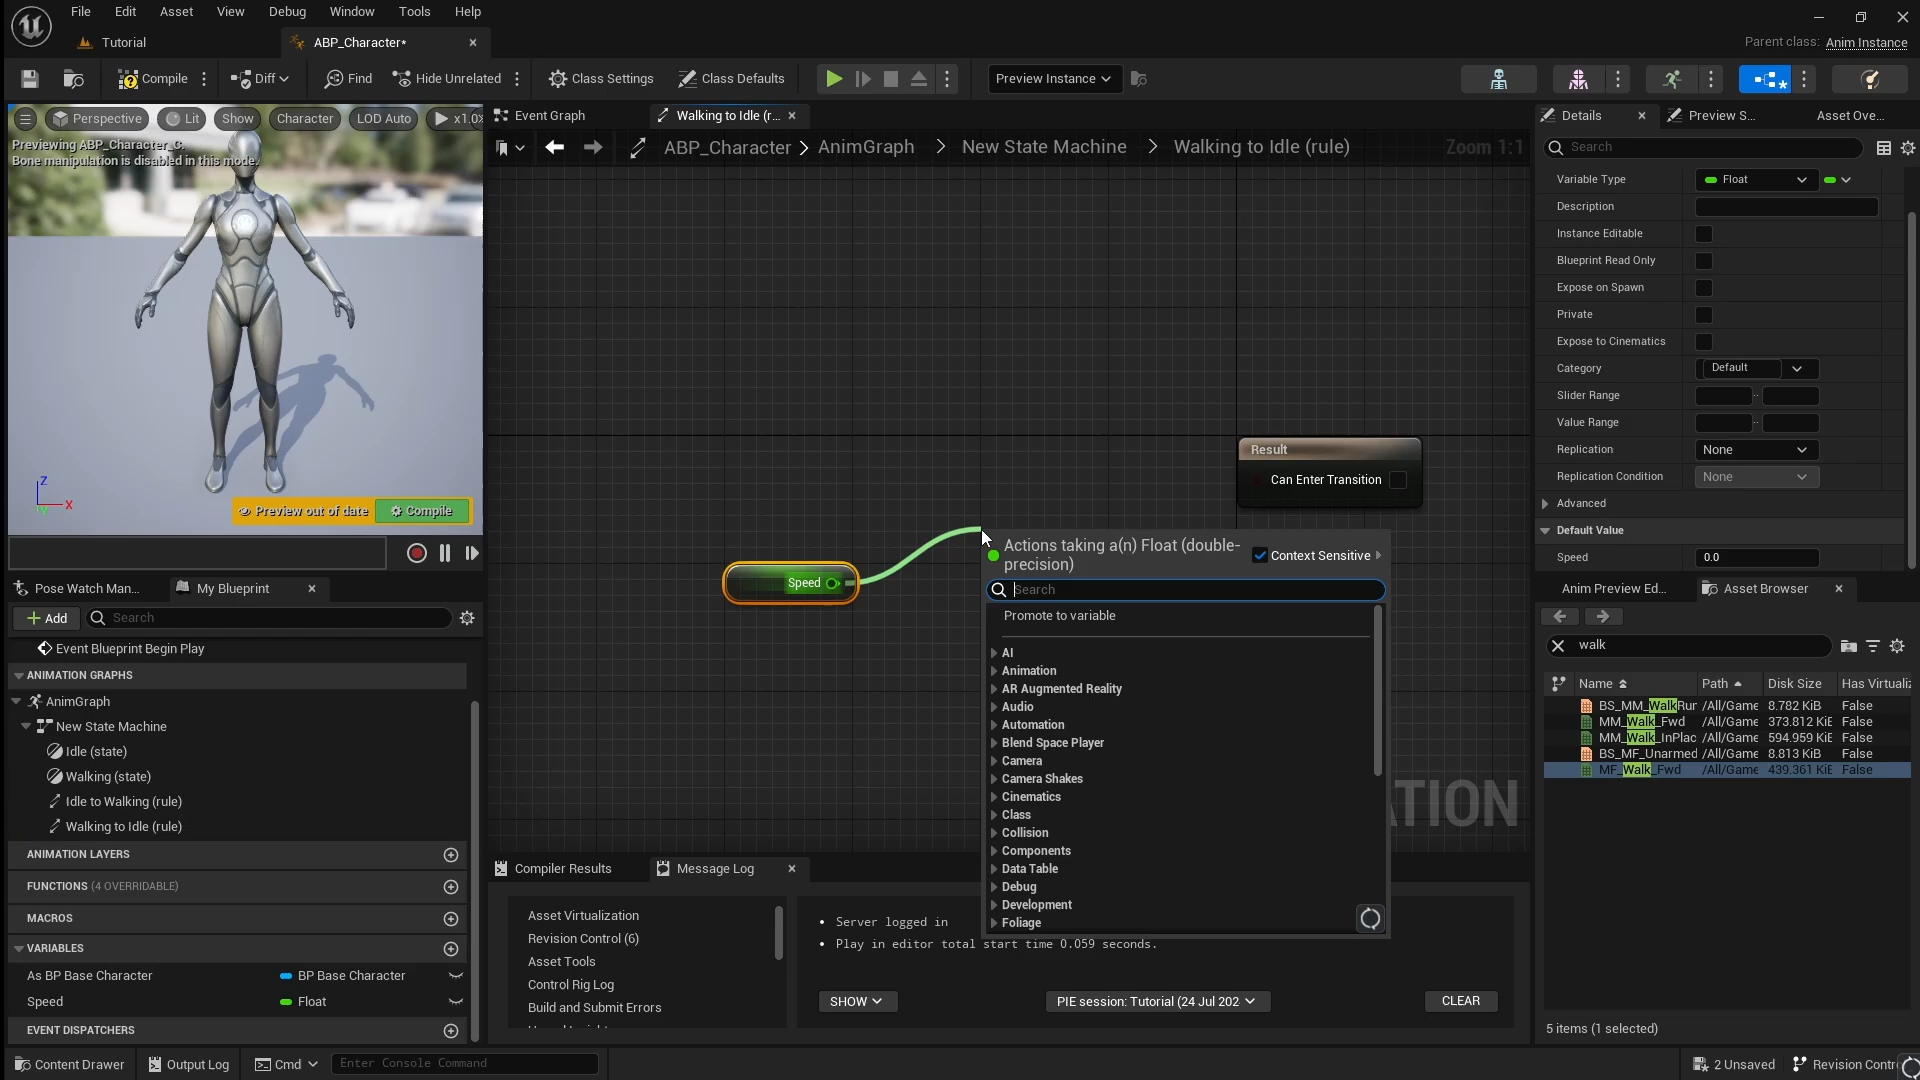 File Edit Asset View Debug Window Tools Help
Tutorial
ABP_Character*
Parent class: Anim Instance
Compile
Diff
Find
Hide Unrelated
Class Settings
Class Defaults
Preview Instance
Perspective
Lit
Show
Character
LOD Auto
x1.0
Previewing ABP_Character_C.
Bone manipulation is disabled in this mode.
Z
X
Y
Preview out of date
Compile
Pose Watch Man...
My Blueprint
Add
Search
Event Blueprint Begin Play
ANIMATION GRAPHS
AnimGraph
New State Machine
Idle (state)
Walking (state)
Idle to Walking (rule)
Walking to Idle (rule)
ANIMATION LAYERS
FUNCTIONS (4 OVERRIDABLE)
MACROS
VARIABLES
As BP Base Character BP Base Character
Speed Float
EVENT DISPATCHERS
Event Graph
Walking to Idle (r...
ABP_Character > AnimGraph > New State Machine > Walking to Idle (rule)
Zoom 1:1
Result
Can Enter Transition
Speed
Actions taking a(n) Float (double-
precision)
Context Sensitive
Search
Promote to variable
AI
Animation
AR Augmented Reality
Audio
Automation
Blend Space Player
Camera
Camera Shakes
Cinematics
Class
Collision
Components
Data Table
Debug
Development
Foliage
TION
Compiler Results
Message Log
Asset Virtualization
Revision Control (6)
Asset Tools
Control Rig Log
Build and Submit Errors
• Server logged in
• Play in editor total start time 0.059 seconds.
SHOW
PIE session: Tutorial (24 Jul 202
CLEAR
Details
Preview S...
Asset Ove...
Search
Variable Type Float
Description
Instance Editable
Blueprint Read Only
Expose on Spawn
Private
Expose to Cinematics
Category Default
Slider Range
Value Range
Replication None
Replication Condition None
Advanced
Default Value
Speed 0.0
Anim Preview Ed...
Asset Browser
walk
Name Path Disk Size Has Virtualiz
BS_MM_WalkRun /All/Game 8.782 KiB False
MM_Walk_Fwd /All/Game 373.812 KiE False
MM_Walk_InPlac /All/Game 594.959 KiE False
BS_MF_Unarmed /All/Game 8.813 KiB False
MF_Walk_Fwd /All/Game 439.361 KiE False
5 items (1 selected)
Content Drawer
Output Log
Cmd
Enter Console Command
2 Unsaved
Revision Contr